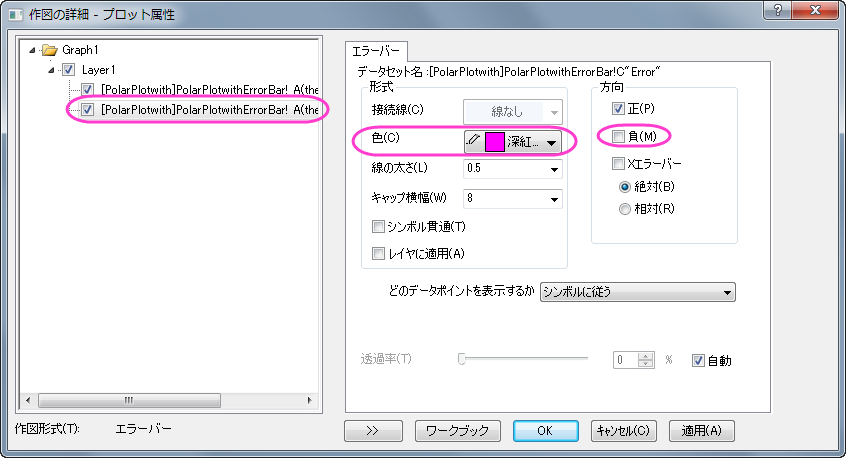 作図の詳細 - プロット属性
Graph1
Layer1
[PolarPlotwith]PolarPlotwithErrorBar! A(the
[PolarPlotwith]PolarPlotwithErrorBar! A(the
作図形式(T): エラーバー
エラーバー
データセット名 :[PolarPlotwith]PolarPlotwithErrorBar!C"Error"
形式
接続線(C) 線なし
色(C) 深紅...
線の太さ(L) 0.5
キャップ横幅(W) 8
シンボル貫通(T)
レイヤに適用(A)
方向
正(P)
負(M)
Xエラーバー
絶対(B)
相対(R)
どのデータポイントを表示するか シンボルに従う
透過率(T) 0 % 自動
>> ワークブック OK キャンセル(C) 適用(A)